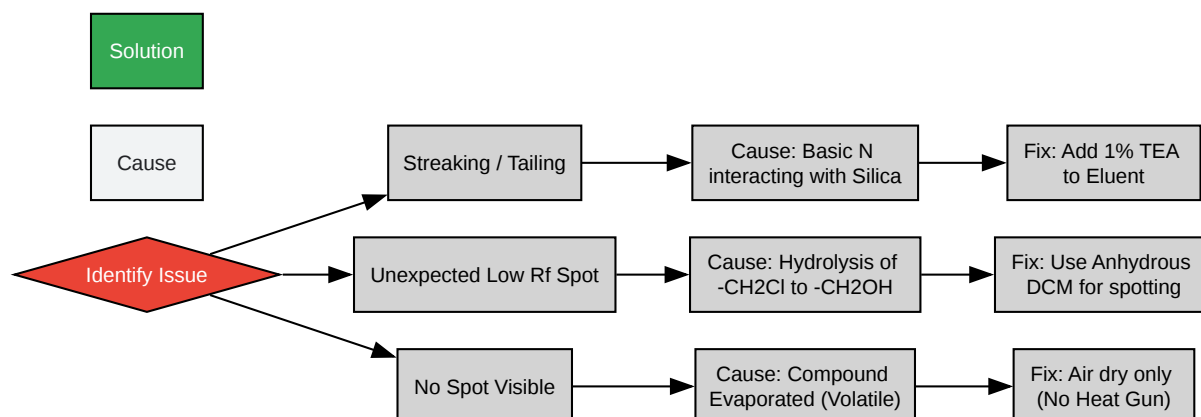 Solution
Cause
Identify Issue
Streaking / Tailing
Cause: Basic N
interacting with Silica
Fix: Add 1% TEA
to Eluent
Unexpected Low Rf Spot
Cause: Hydrolysis of
-CH2Cl to -CH2OH
Fix: Use Anhydrous
DCM for spotting
No Spot Visible
Cause: Compound
Evaporated (Volatile)
Fix: Air dry only
(No Heat Gun)